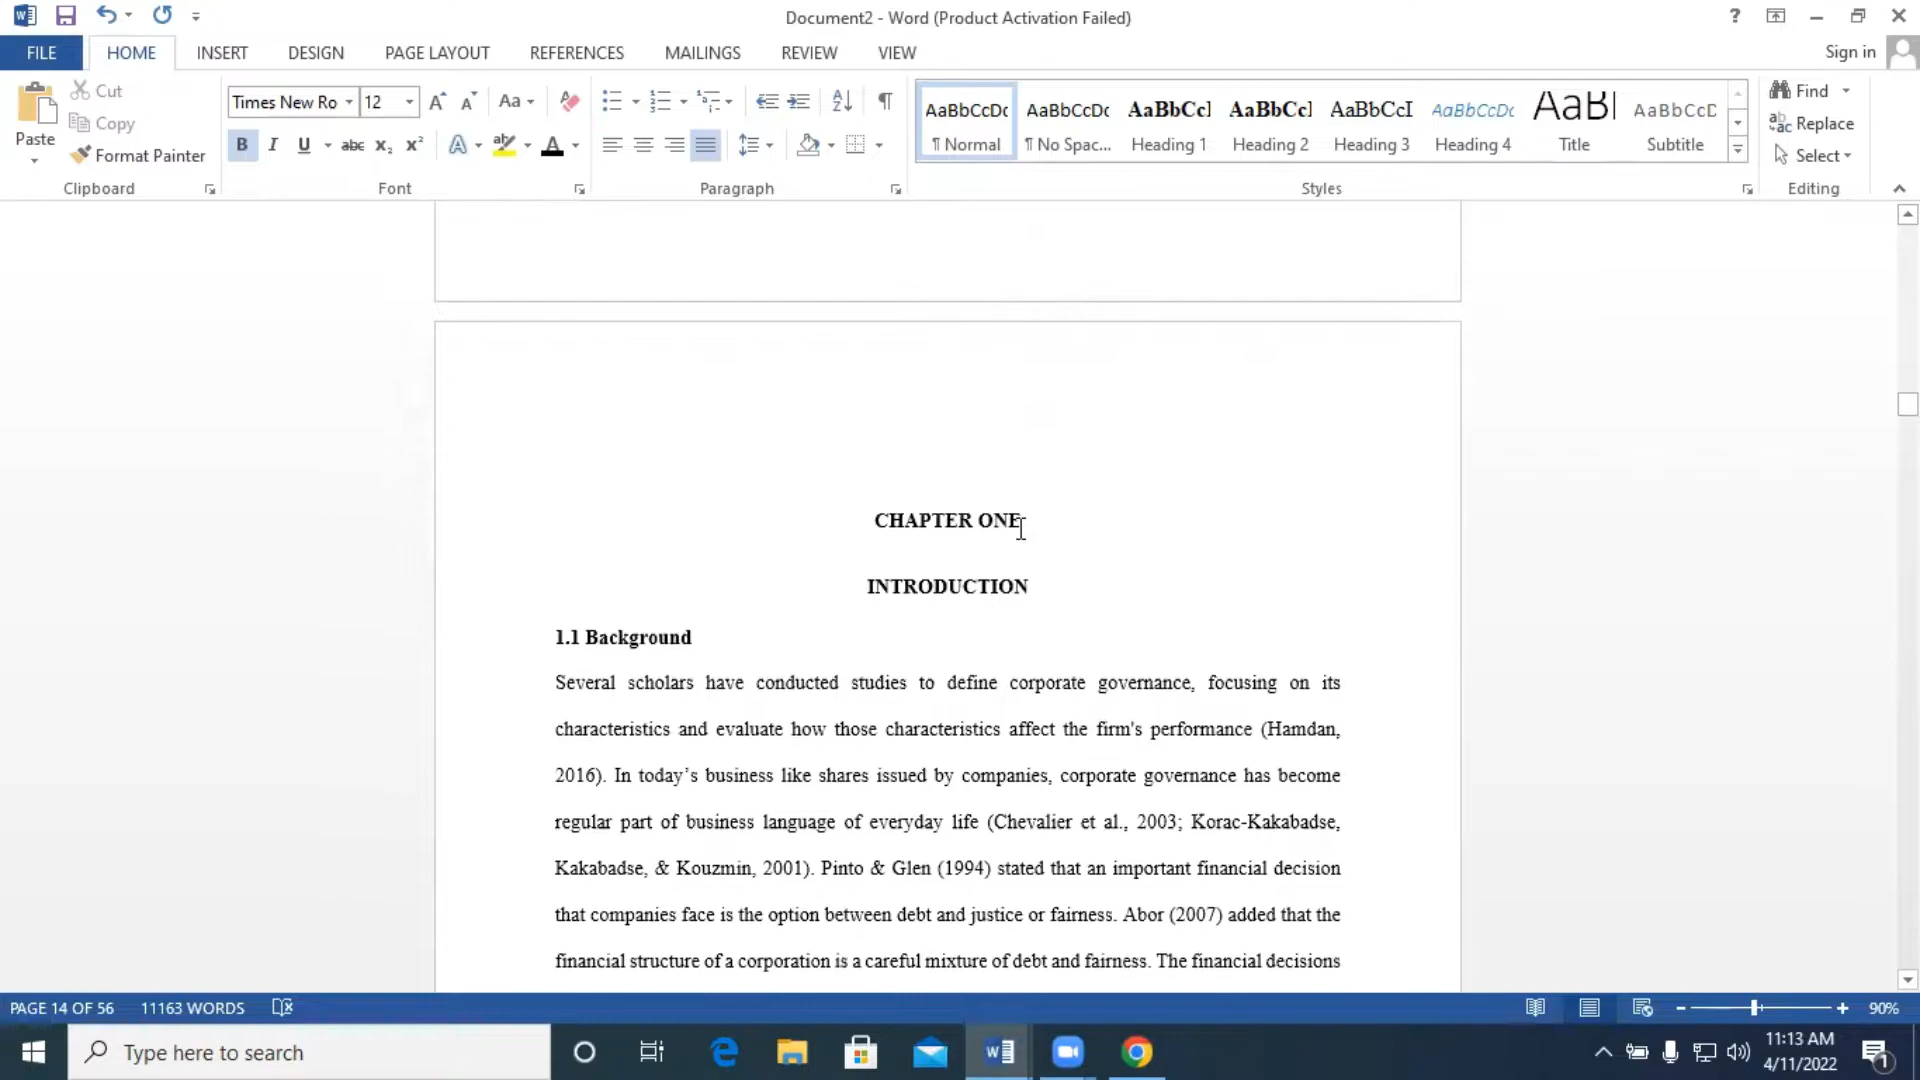 Document2 - Word (Product Activation Failed)
FILE HOME INSERT DESIGN PAGE LAYOUT REFERENCES MAILINGS REVIEW VIEW Sign in
Paste
Cut
Copy
Format Painter
Clipboard
Times New Ro 12
Font
Paragraph
AaBbCcDc AaBbCcDc AaBbCcI AaBbCcI AaBbCcI AaBbCcDc AaBI AaBbCcD
¶ Normal ¶ No Spac... Heading 1 Heading 2 Heading 3 Heading 4 Title Subtitle
Styles
Find
Replace
Select
Editing
CHAPTER ONE
INTRODUCTION
1.1 Background
Several scholars have conducted studies to define corporate governance, focusing on its
characteristics and evaluate how those characteristics affect the firm's performance (Hamdan,
2016). In today’s business like shares issued by companies, corporate governance has become
regular part of business language of everyday life (Chevalier et al., 2003; Korac-Kakabadse,
Kakabadse, & Kouzmin, 2001). Pinto & Glen (1994) stated that an important financial decision
that companies face is the option between debt and justice or fairness. Abor (2007) added that the
financial structure of a corporation is a careful mixture of debt and fairness. The financial decisions
PAGE 14 OF 56 11163 WORDS 90%
Type here to search
11:13 AM
4/11/2022
1